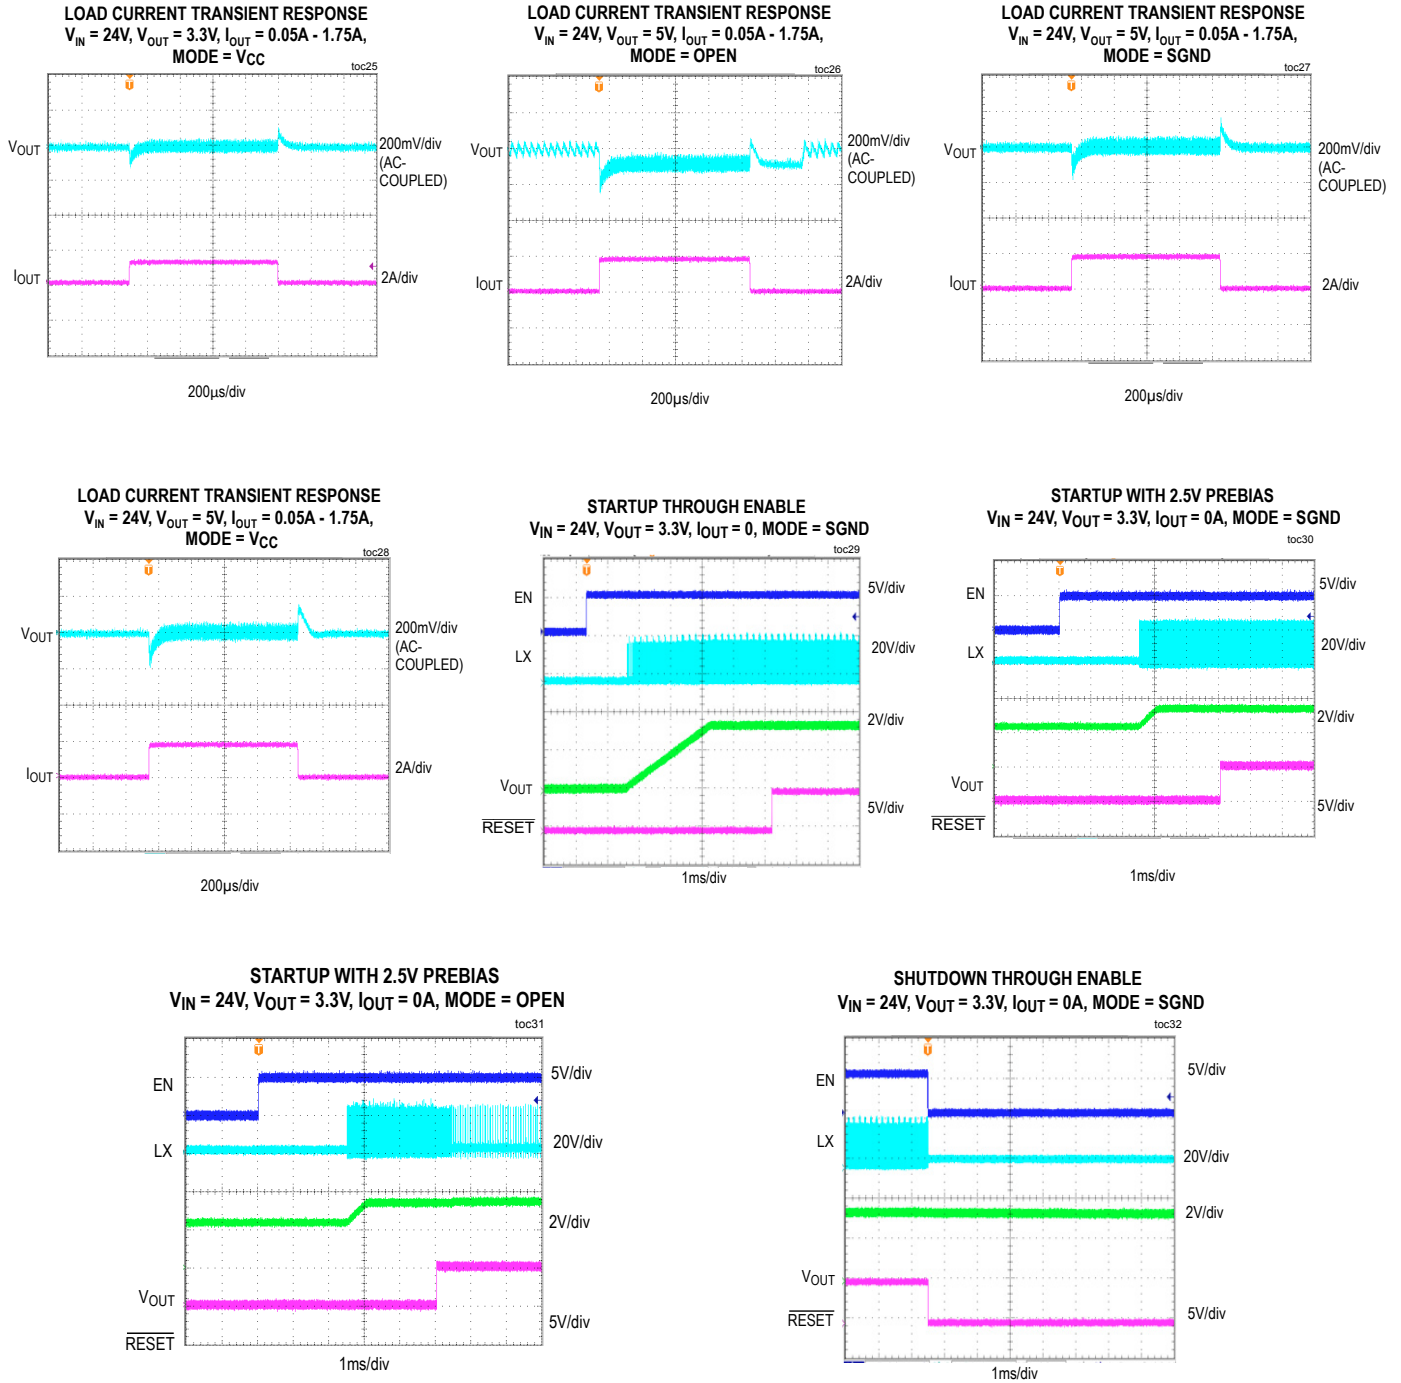 LOAD CURRENT TRANSIENT RESPONSE
VIN = 24V, VOUT = 3.3V, IOUT = 0.05A - 1.75A,
MODE = VCC
toc25
T
VOUT
200mV/div
(AC-
COUPLED)
IOUT
2A/div
200µs/div
LOAD CURRENT TRANSIENT RESPONSE
VIN = 24V, VOUT = 5V, IOUT = 0.05A - 1.75A,
MODE = OPEN
toc26
T
VOUT
200mV/div
(AC-
COUPLED)
IOUT
2A/div
200µs/div
LOAD CURRENT TRANSIENT RESPONSE
VIN = 24V, VOUT = 5V, IOUT = 0.05A - 1.75A,
MODE = SGND
toc27
T
VOUT
200mV/div
(AC-
COUPLED)
IOUT
2A/div
200µs/div
LOAD CURRENT TRANSIENT RESPONSE
VIN = 24V, VOUT = 5V, IOUT = 0.05A - 1.75A,
MODE = VCC
toc28
T
VOUT
200mV/div
(AC-
COUPLED)
IOUT
2A/div
200µs/div
STARTUP THROUGH ENABLE
VIN = 24V, VOUT = 3.3V, IOUT = 0, MODE = SGND
toc29
T
EN
5V/div
LX
20V/div
2V/div
VOUT
5V/div
RESET
1ms/div
STARTUP WITH 2.5V PREBIAS
VIN = 24V, VOUT = 3.3V, IOUT = 0A, MODE = SGND
toc30
T
EN
5V/div
LX
20V/div
2V/div
VOUT
5V/div
RESET
1ms/div
STARTUP WITH 2.5V PREBIAS
VIN = 24V, VOUT = 3.3V, IOUT = 0A, MODE = OPEN
toc31
T
EN
5V/div
LX
20V/div
2V/div
VOUT
5V/div
RESET
1ms/div
SHUTDOWN THROUGH ENABLE
VIN = 24V, VOUT = 3.3V, IOUT = 0A, MODE = SGND
toc32
T
EN
5V/div
LX
20V/div
2V/div
VOUT
5V/div
RESET
1ms/div